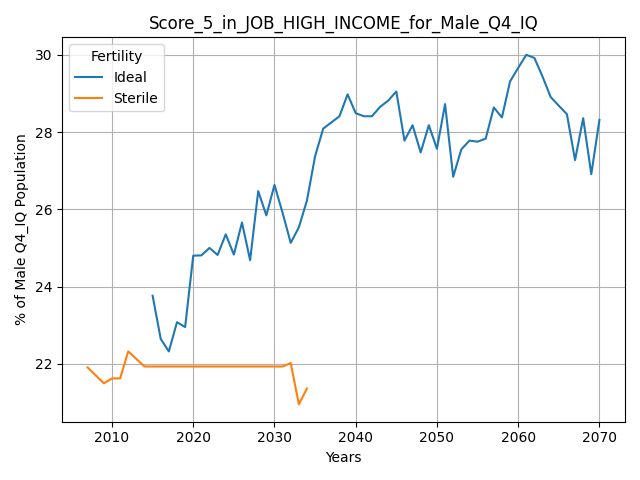 Score_5_in_JOB_HIGH_INCOME_for_Male_Q4_IQ
Fertility
Ideal
Sterile
% of Male Q4_IQ Population
30
28
26
24
22
2010 2020 2030 2040 2050 2060 2070
Years